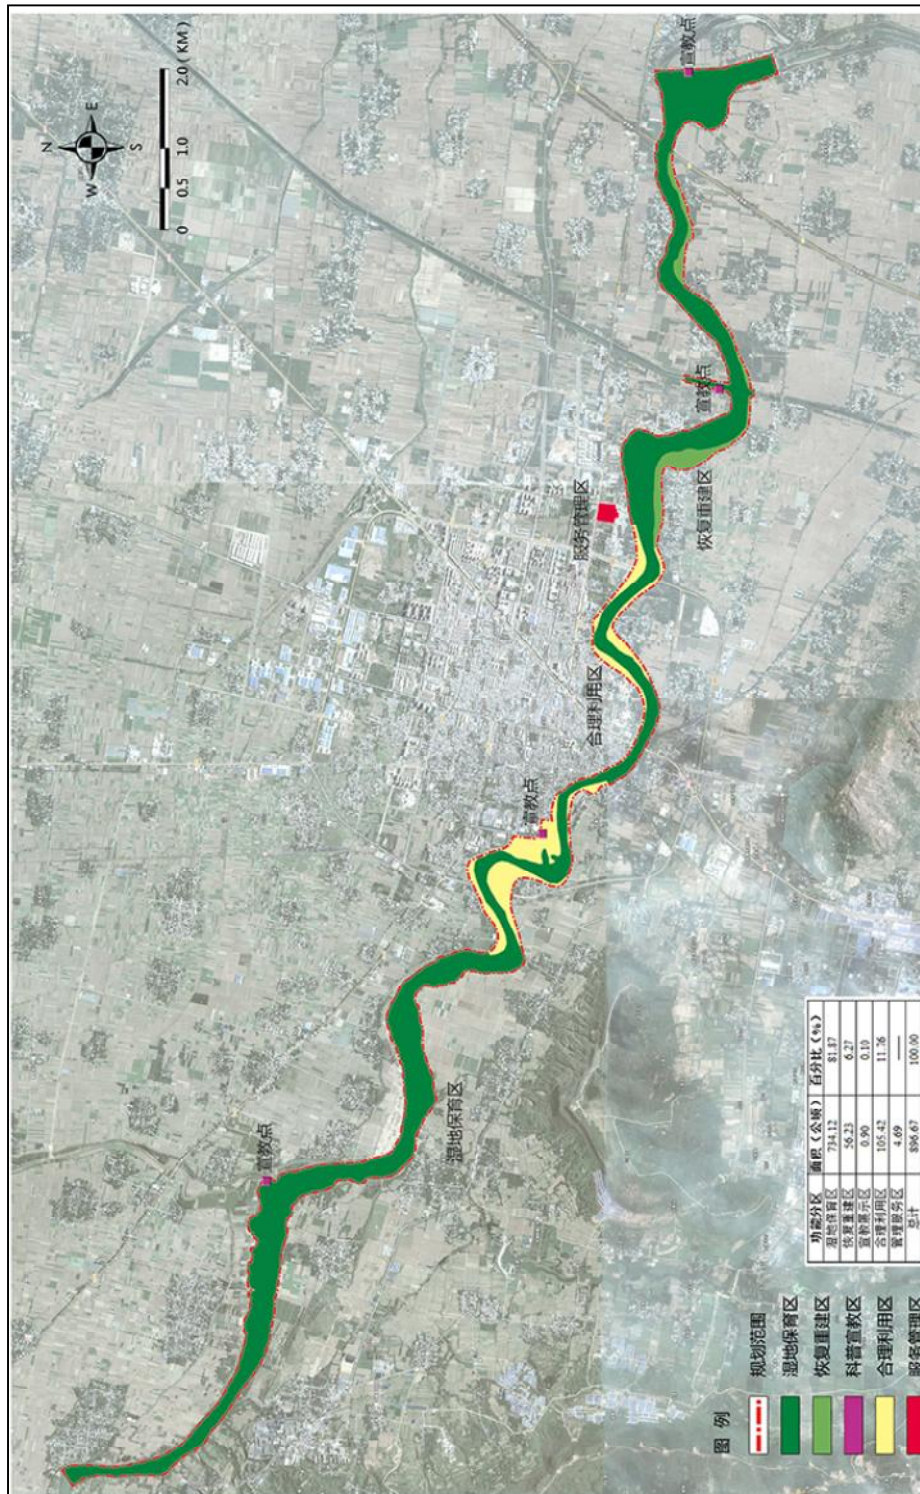 N
E
S
W
0 0.5 1.0 2.0 ( KM )
宣教点
湿地保育区
宣教点
合理利用区
服务管理区
恢复重建区
宣教点
宣教点
图 例
规划范围
湿地保育区
恢复重建区
科普宣教区
合理利用区
服务管理区
功能分区 面积（公顷） 百分比（%）
湿地保育区 734.12 81.87
恢复重建区 56.23 6.27
宣教展示区 0.90 0.10
合理利用区 105.42 11.76
管理服务区 4.69 ——
总计 896.67 100.00